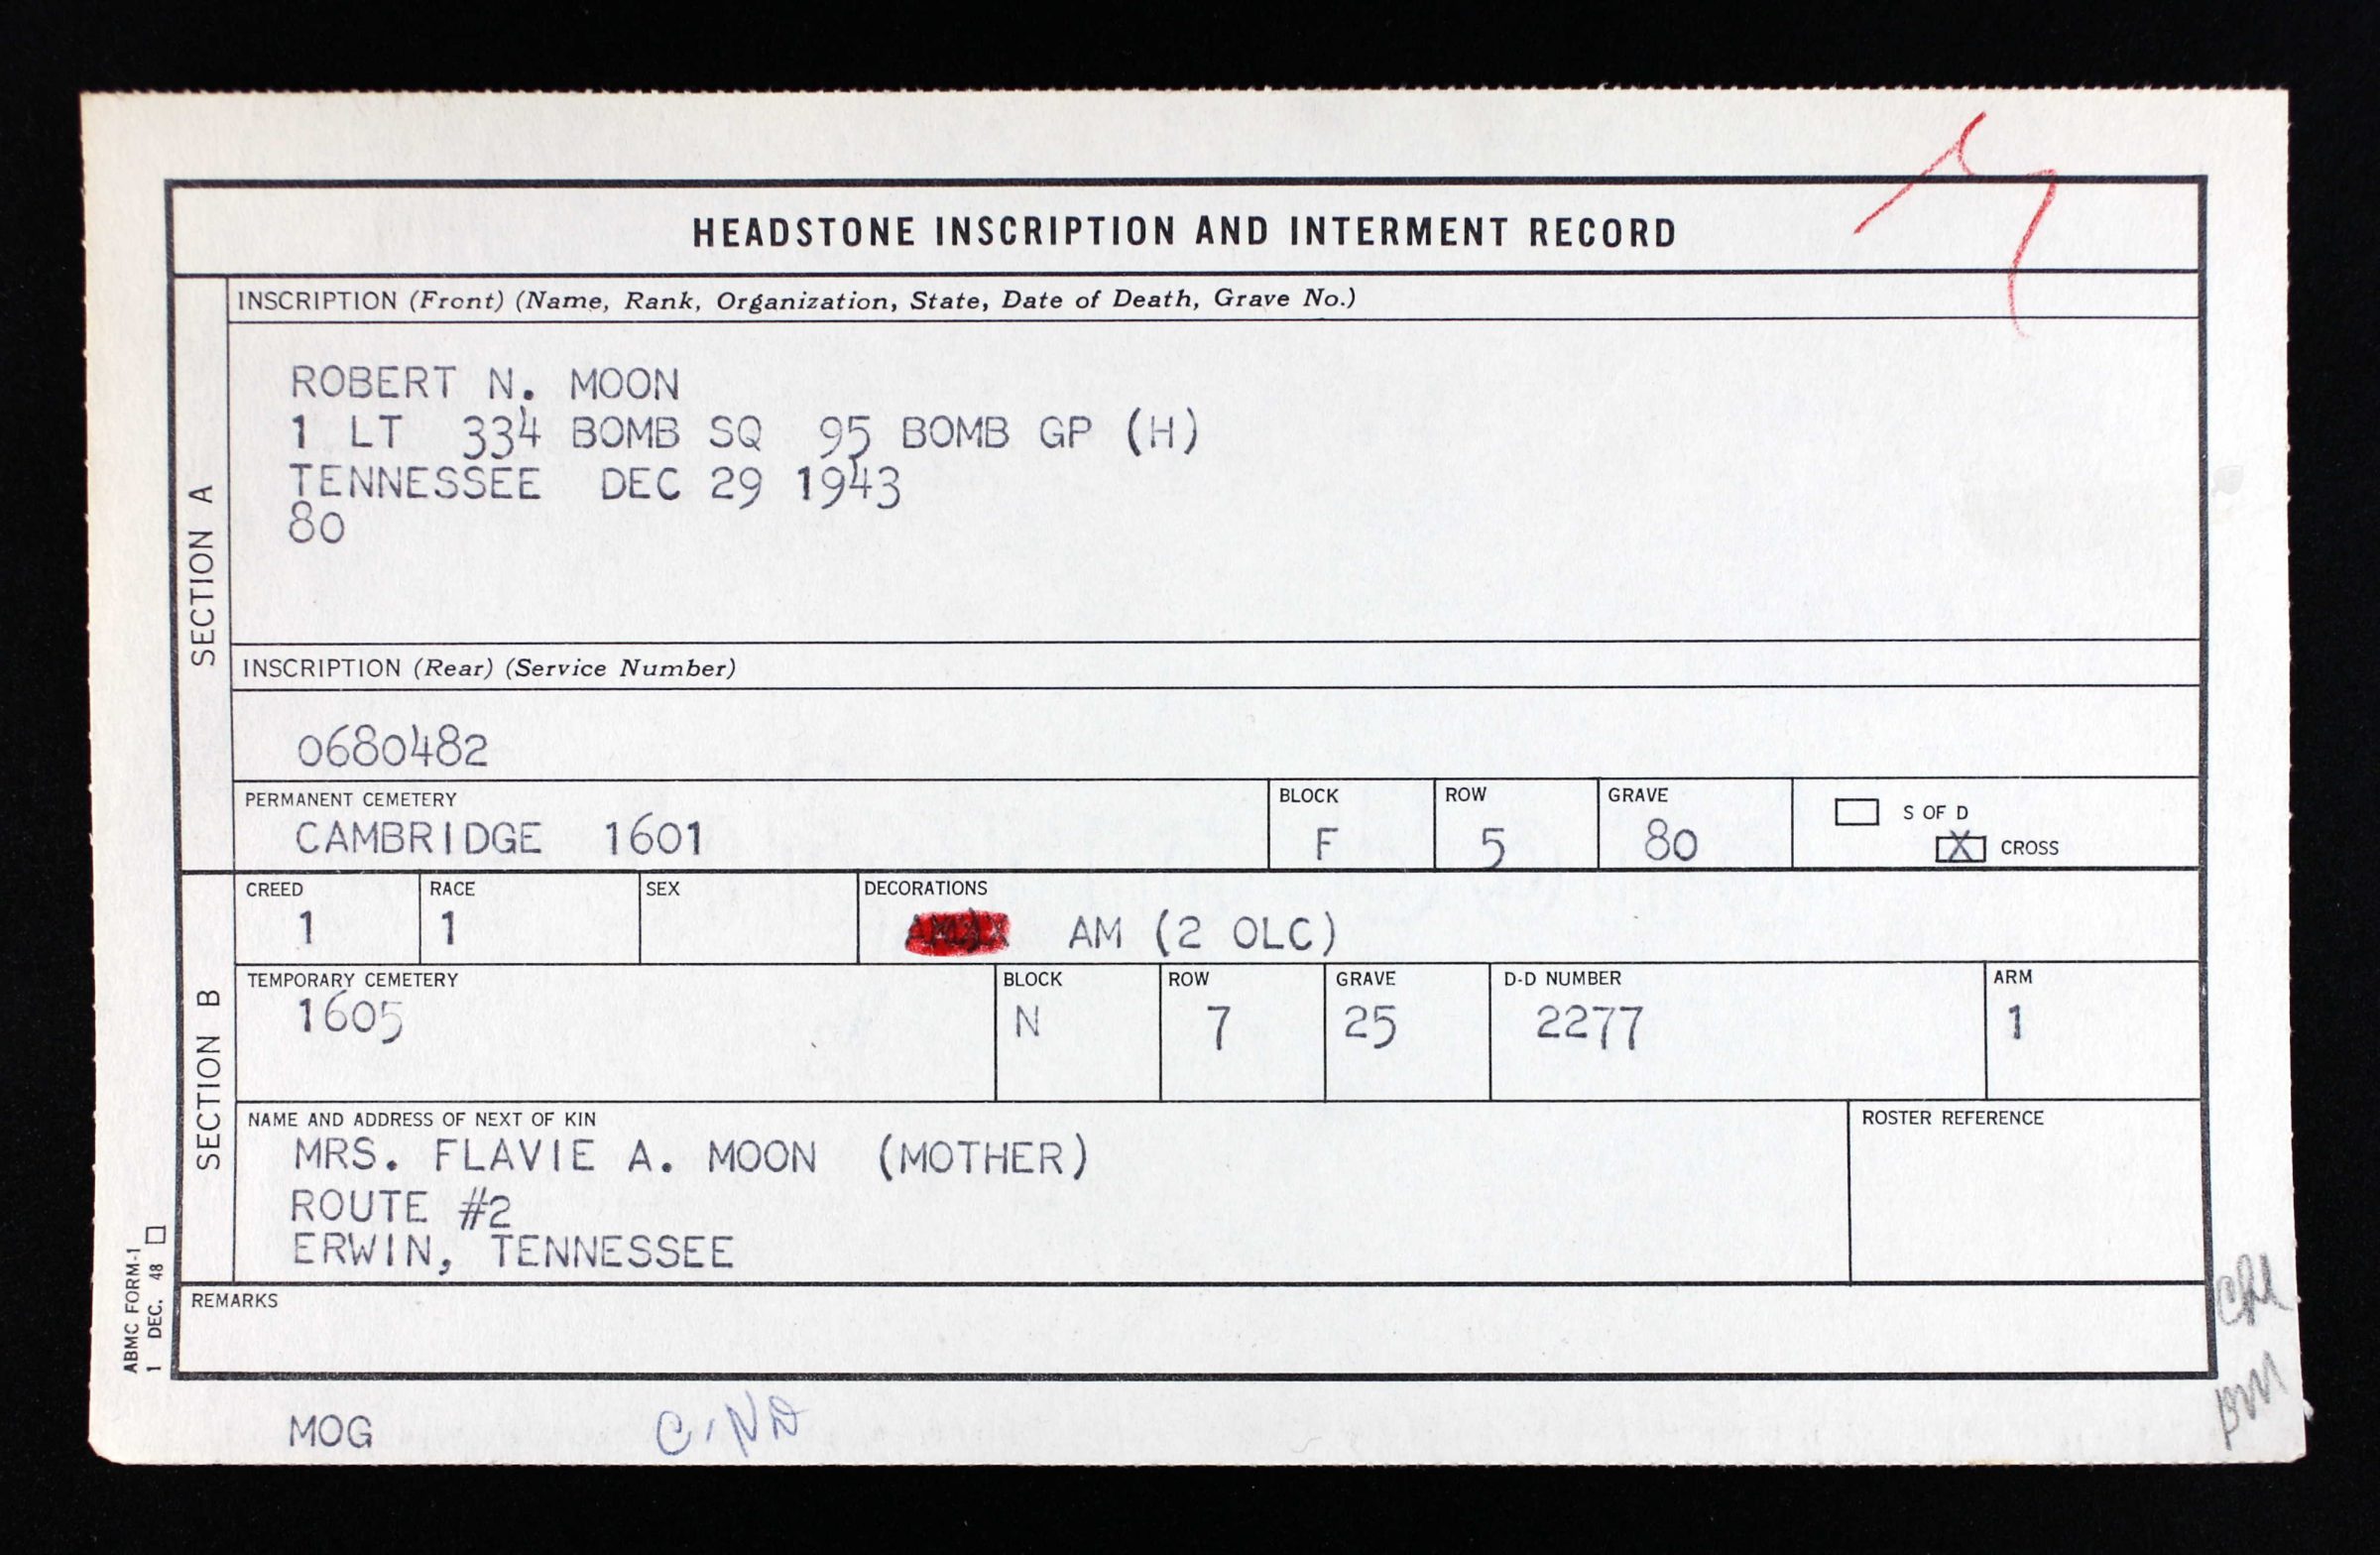 HEADSTONE INSCRIPTION AND INTERMENT RECORD
SECTION A
INSCRIPTION (Front) (Name, Rank, Organization, State, Date of Death, Grave No.)
ROBERT N. MOON
1 LT 334 BOMB SQ 95 BOMB GP (H)
TENNESSEE DEC 29 1943
80
INSCRIPTION (Rear) (Service Number)
0680482
PERMANENT CEMETERY BLOCK ROW GRAVE S OF D
CAMBRIDGE 1601 F 5 80 X CROSS
SECTION B
CREED RACE SEX DECORATIONS
1 1 AM (2 OLC)
TEMPORARY CEMETERY BLOCK ROW GRAVE D-D NUMBER ARM
1605 N 7 25 2277 1
NAME AND ADDRESS OF NEXT OF KIN ROSTER REFERENCE
MRS. FLAVIE A. MOON (MOTHER)
ROUTE #2
ERWIN, TENNESSEE
REMARKS
ABMC FORM-1
1 DEC. 48
MOG